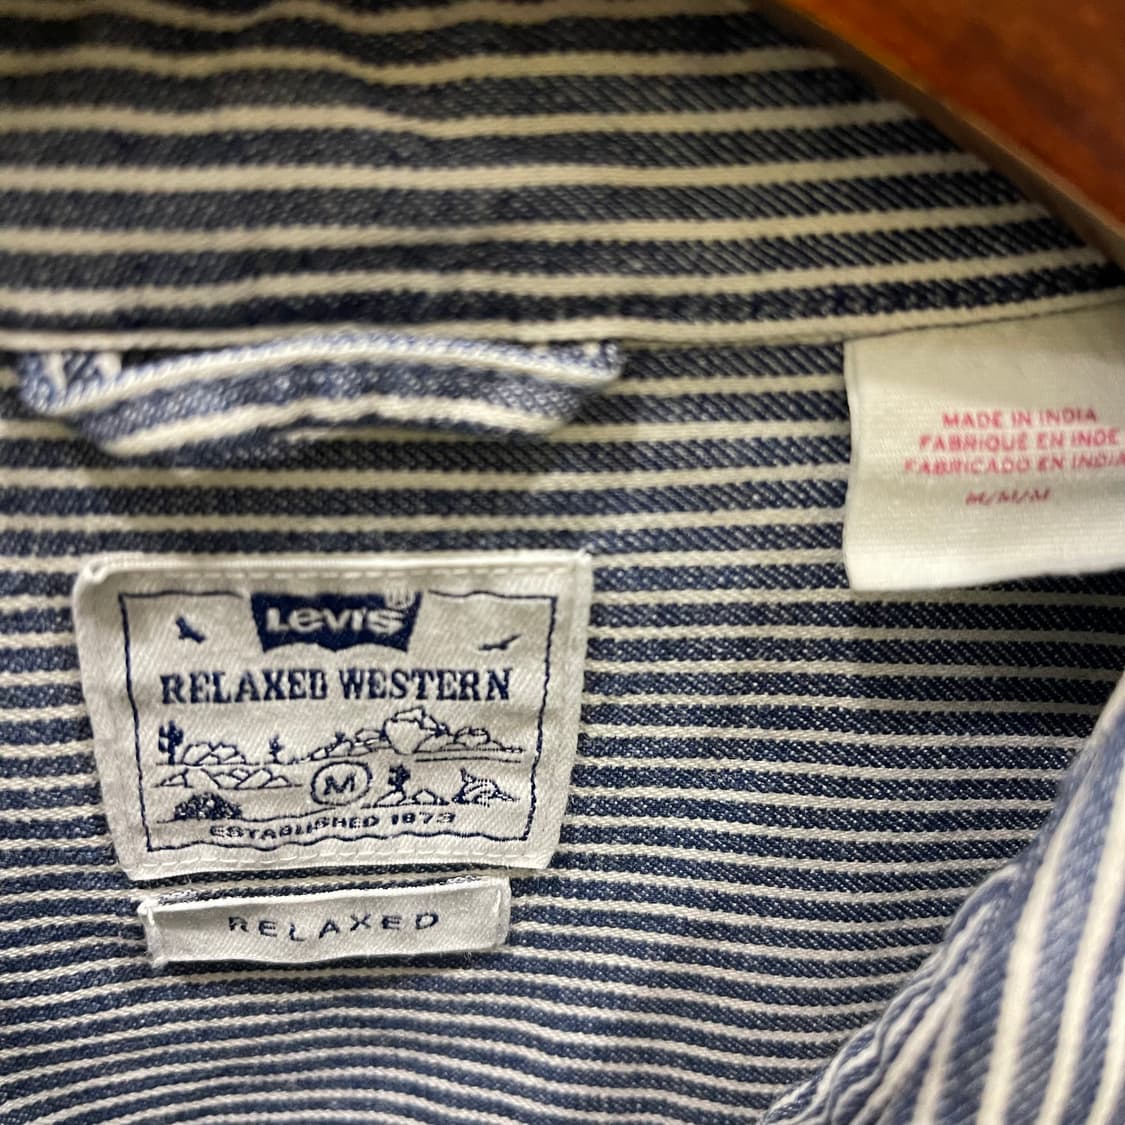 LEVI'S
RELAXED WESTERN
M
ESTABLISHED 1873
RELAXED
MADE IN INDIA
FABRIQUÉ EN INDE
FABRICADO EN INDIA
M/M/M